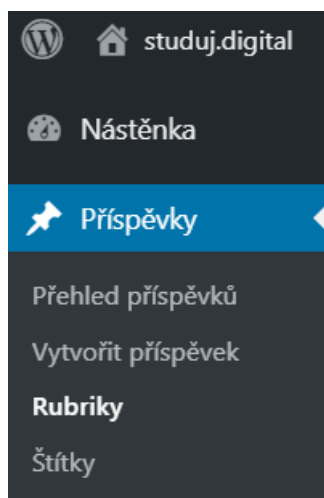 studuj.digital
Nástěnka
Příspěvky
Přehled příspěvků
Vytvořit příspěvek
Rubriky
Štítky